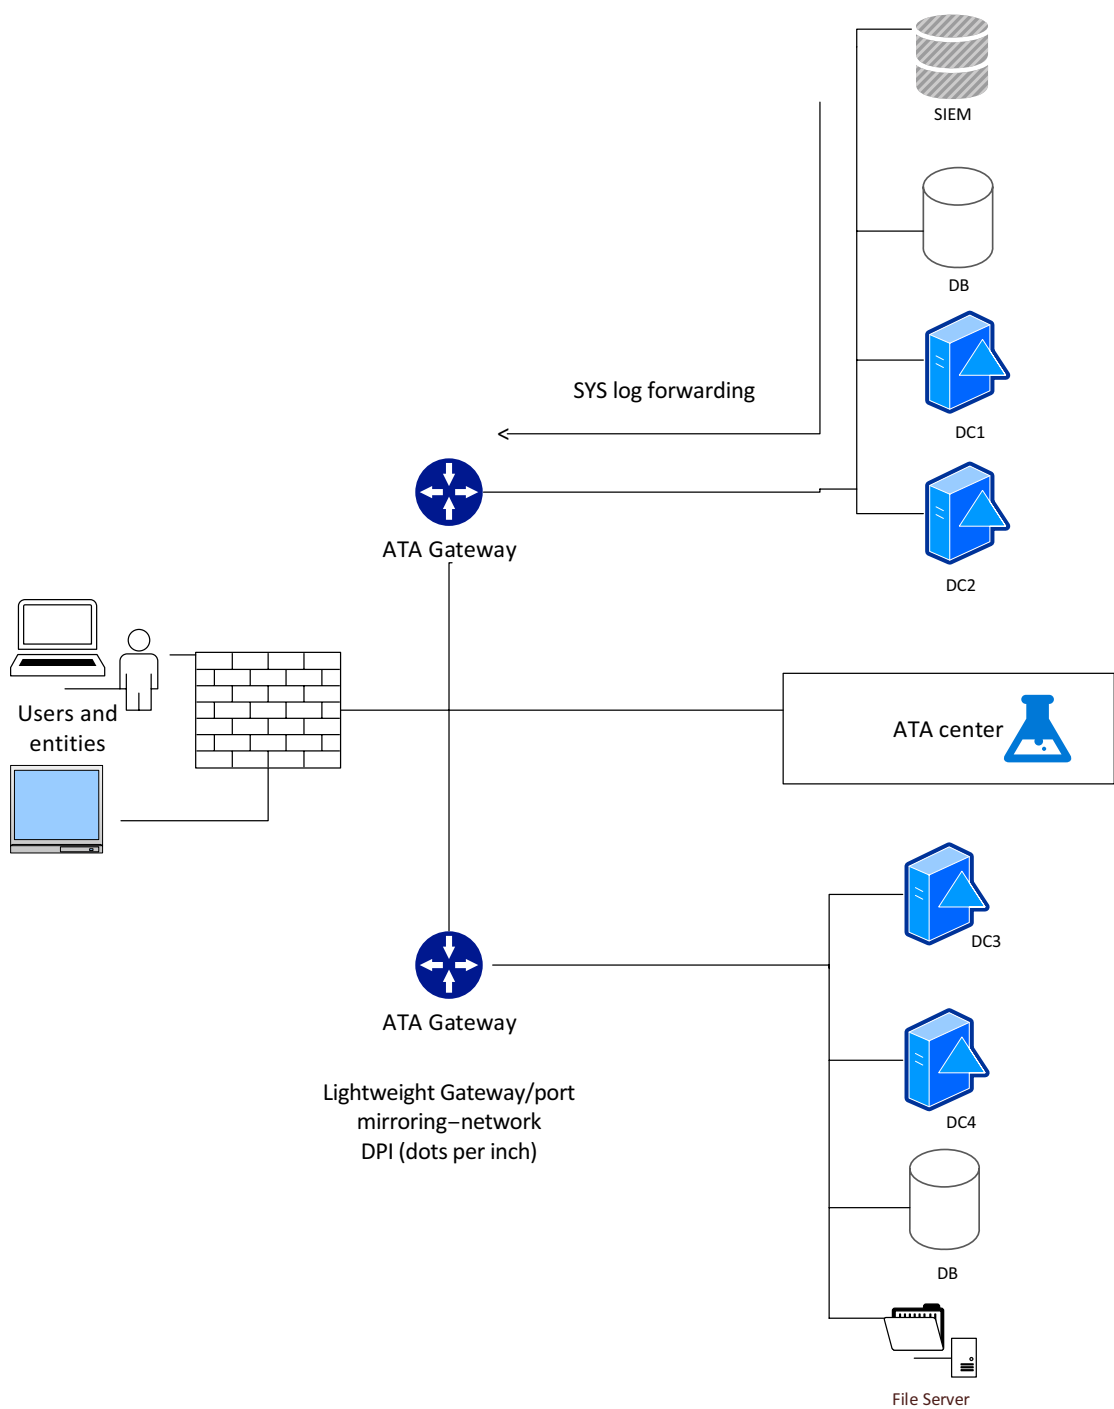 SIEM
DB
SYS log forwarding
DC1
ATA Gateway
DC2
Users and
entities
ATA center
DC3
ATA Gateway
Lightweight Gateway/port
mirroring–network
DPI (dots per inch)
DC4
DB
File Server